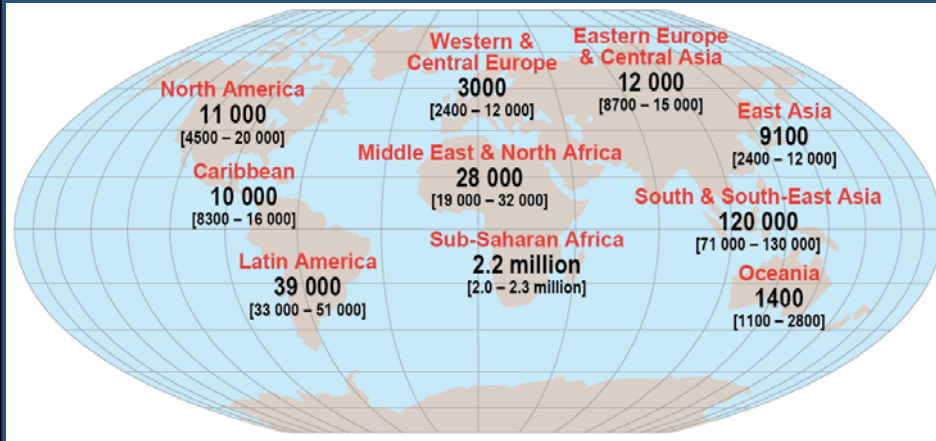 Western &
Central Europe
3000
[2400 – 12 000]
Eastern Europe
& Central Asia
12 000
[8700 – 15 000]
North America
11 000
[4500 – 20 000]
East Asia
9100
[2400 – 12 000]
Middle East & North Africa
28 000
[19 000 – 32 000]
Caribbean
10 000
[8300 – 16 000]
South & South-East Asia
120 000
[71 000 – 130 000]
Sub-Saharan Africa
2.2 million
[2.0 – 2.3 million]
Latin America
39 000
[33 000 – 51 000]
Oceania
1400
[1100 – 2800]